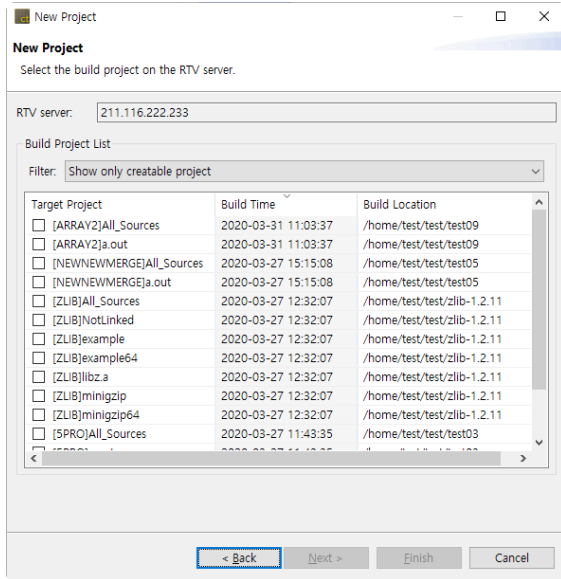 ct New Project
New Project
Select the build project on the RTV server.
RTV server: 211.116.222.233
Build Project List
Filter: Show only creatable project
Target Project Build Time Build Location
[ARRAY2]All_Sources 2020-03-31 11:03:37 /home/test/test/test09
[ARRAY2]a.out 2020-03-31 11:03:37 /home/test/test/test09
[NEWNEWMERGE]All_Sources 2020-03-27 15:15:08 /home/test/test/test05
[NEWNEWMERGE]a.out 2020-03-27 15:15:08 /home/test/test/test05
[ZLIB]All_Sources 2020-03-27 12:32:07 /home/test/test/zlib-1.2.11
[ZLIB]NotLinked 2020-03-27 12:32:07 /home/test/test/zlib-1.2.11
[ZLIB]example 2020-03-27 12:32:07 /home/test/test/zlib-1.2.11
[ZLIB]example64 2020-03-27 12:32:07 /home/test/test/zlib-1.2.11
[ZLIB]libz.a 2020-03-27 12:32:07 /home/test/test/zlib-1.2.11
[ZLIB]minigzip 2020-03-27 12:32:07 /home/test/test/zlib-1.2.11
[ZLIB]minigzip64 2020-03-27 12:32:07 /home/test/test/zlib-1.2.11
[5PRO]All_Sources 2020-03-27 11:43:35 /home/test/test/test03
< Back Next > Finish Cancel